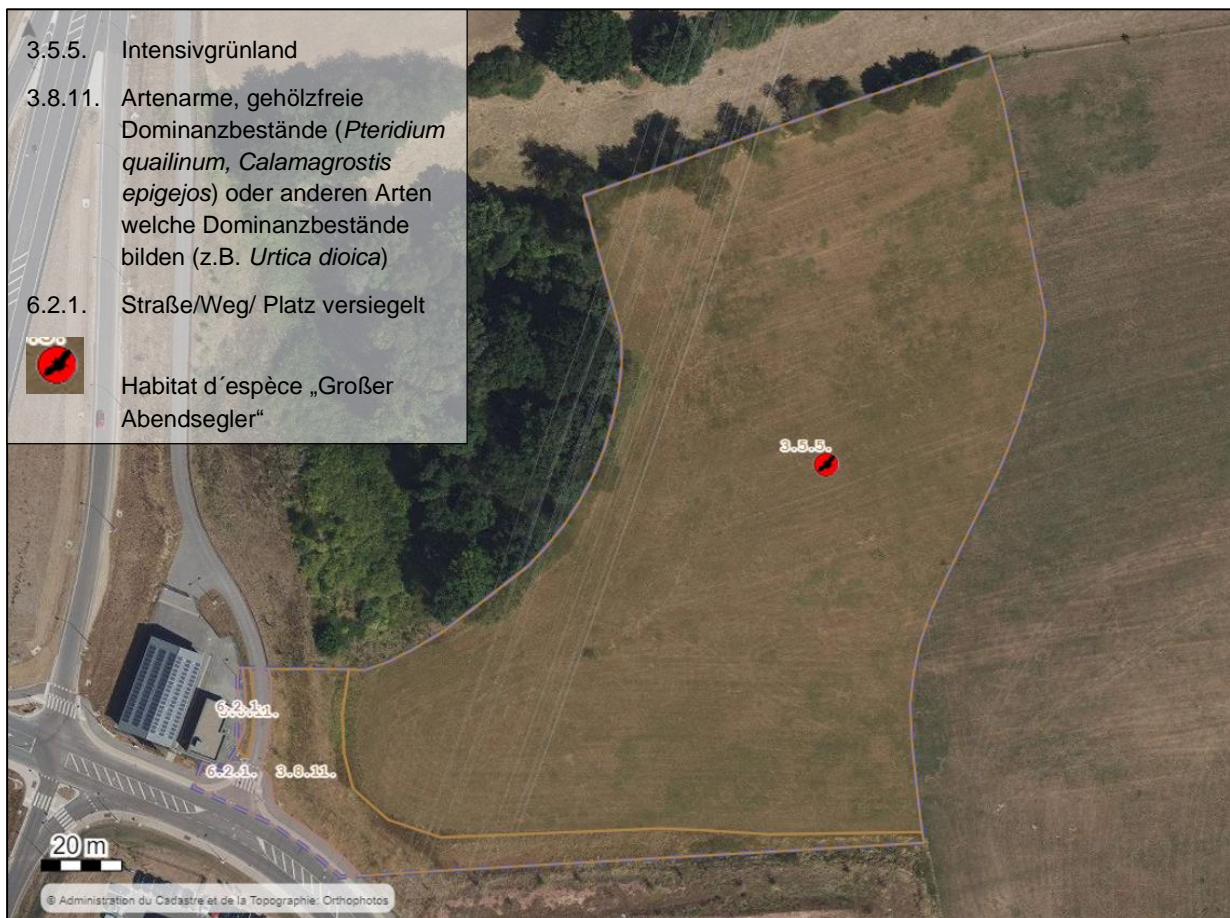 3.5.5. Intensivgrünland
3.8.11. Artenarme, gehölzfreie
Dominanzbestände (Pteridium
quailinum, Calamagrostis
epigejos) oder anderen Arten
welche Dominanzbestände
bilden (z.B. Urtica dioica)
6.2.1. Straße/Weg/ Platz versiegelt
Habitat d´espèce „Großer
Abendsegler“
3.5.5.
6.2.1.
6.2.1. 3.8.11.
20 m
© Administration du Cadastre et de la Topographie: Orthophotos